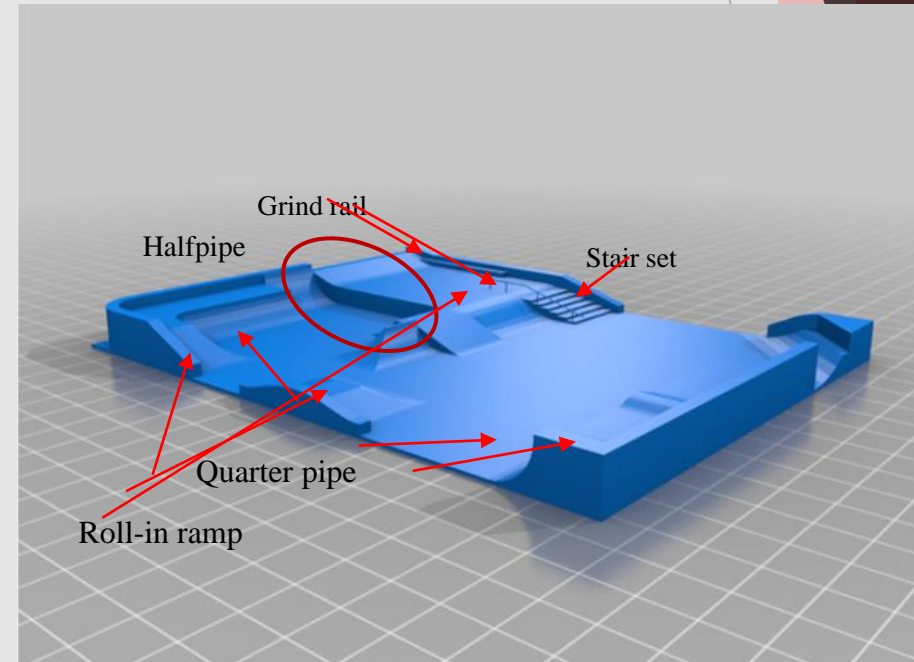 Grind rail
Halfpipe
Stair set
Quarter pipe
Roll-in ramp